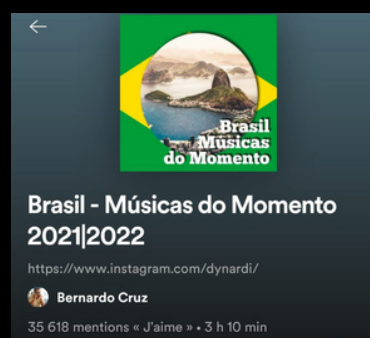 Brasil
Músicas
do Momento
Brasil - Músicas do Momento
2021|2022
https://www.instagram.com/dynardi/
Bernardo Cruz
35 618 mentions « J'aime » • 3 h 10 min